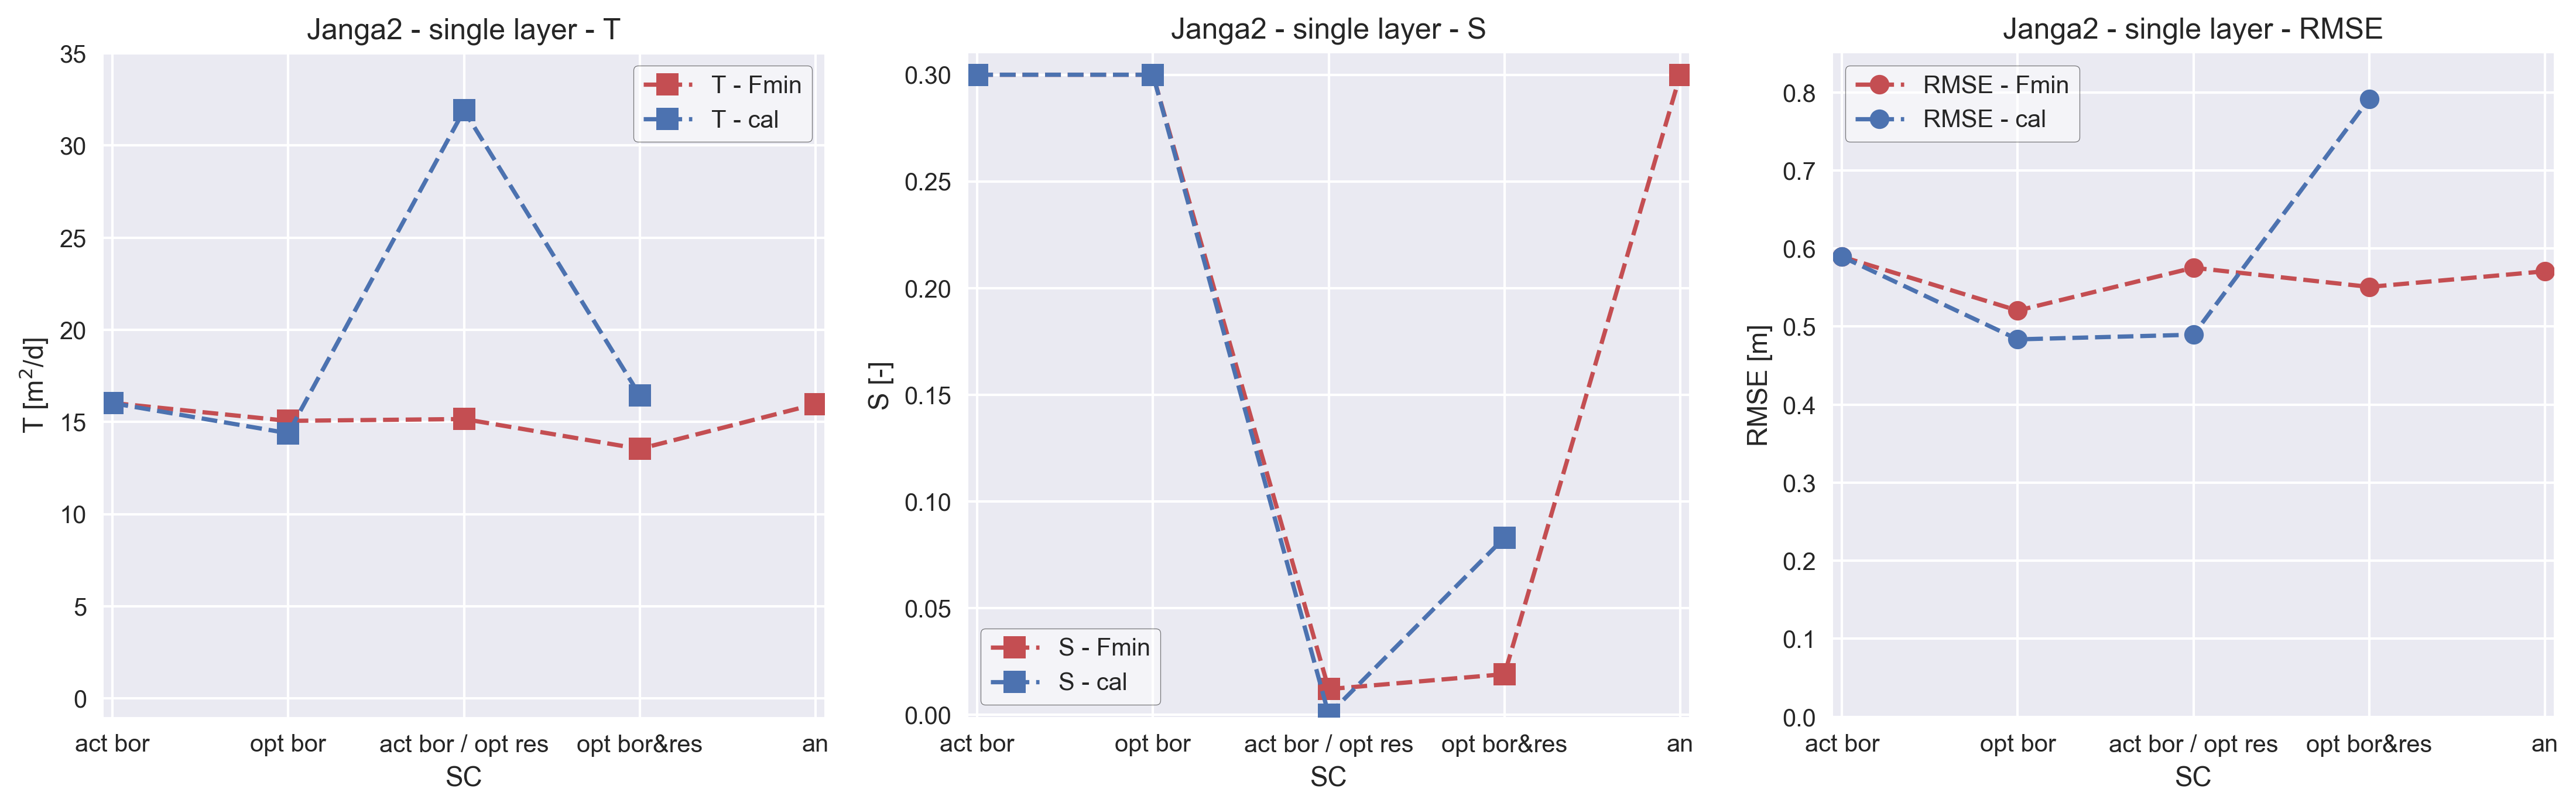 Janga2 - single layer - T
35
30
25
20
15
10
5
0
T [m²/d]
T - Fmin
T - cal
act bor
opt bor
act bor / opt res
opt bor&res
an
SC
Janga2 - single layer - S
0.30
0.25
0.20
0.15
0.10
0.05
0.00
S [-]
S - Fmin
S - cal
act bor
opt bor
act bor / opt res
opt bor&res
an
SC
Janga2 - single layer - RMSE
0.8
0.7
0.6
0.5
0.4
0.3
0.2
0.1
0.0
RMSE [m]
RMSE - Fmin
RMSE - cal
act bor
opt bor
act bor / opt res
opt bor&res
an
SC